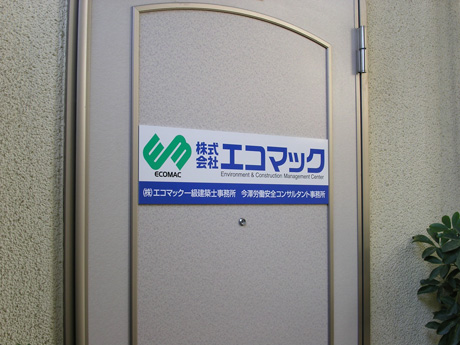 株式会社 エコマック
ECOMAC
Environment & Construction Management Center
㈱エコマック一級建築士事務所 今澤労働安全コンサルタント事務所